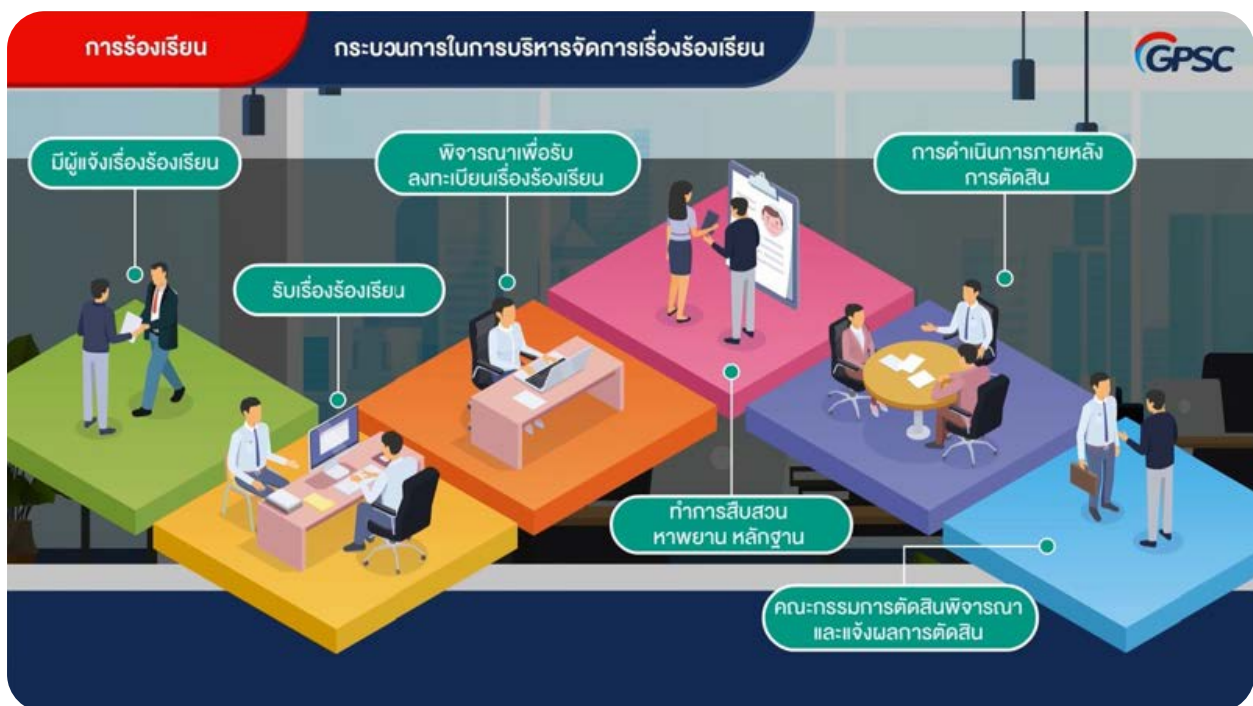 การร้องเรียน
กระบวนการในการบริหารจัดการเรื่องร้องเรียน
GPSC
มีผู้แจ้งเรื่องร้องเรียน
รับเรื่องร้องเรียน
พิจารณาเพื่อรับ
ลงทะเบียนเรื่องร้องเรียน
ทำการสืบสวน
หาพยาน หลักฐาน
การดำเนินการภายหลัง
การตัดสิน
คณะกรรมการตัดสินพิจารณา
และแจ้งผลการตัดสิน